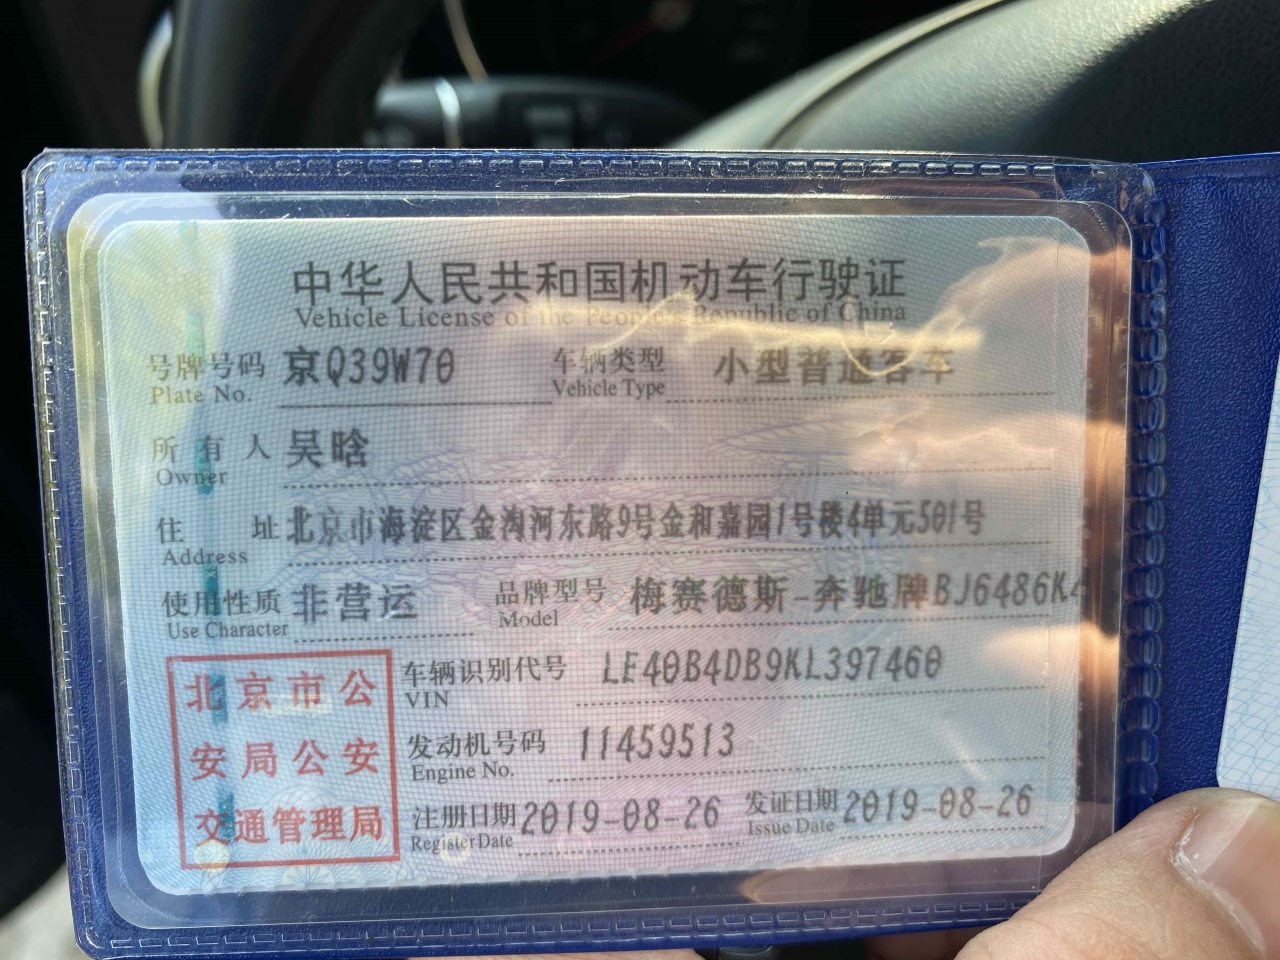 中华人民共和国机动车行驶证
Vehicle License of the People's Republic of China
号牌号码 京Q39W70 车辆类型 小型普通客车
Plate No. Vehicle Type
所有人 吴晗
Owner
住址 北京市海淀区金沟河东路9号金和嘉园1号楼4单元501号
Address
使用性质 非营运 品牌型号 梅赛德斯-奔驰牌BJ6486K4
Use Character Model
北京市公安局公安交通管理局
车辆识别代号 LE40B4DB9KL397460
VIN
发动机号码 11459513
Engine No.
注册日期 2019-08-26 发证日期 2019-08-26
Register Date Issue Date